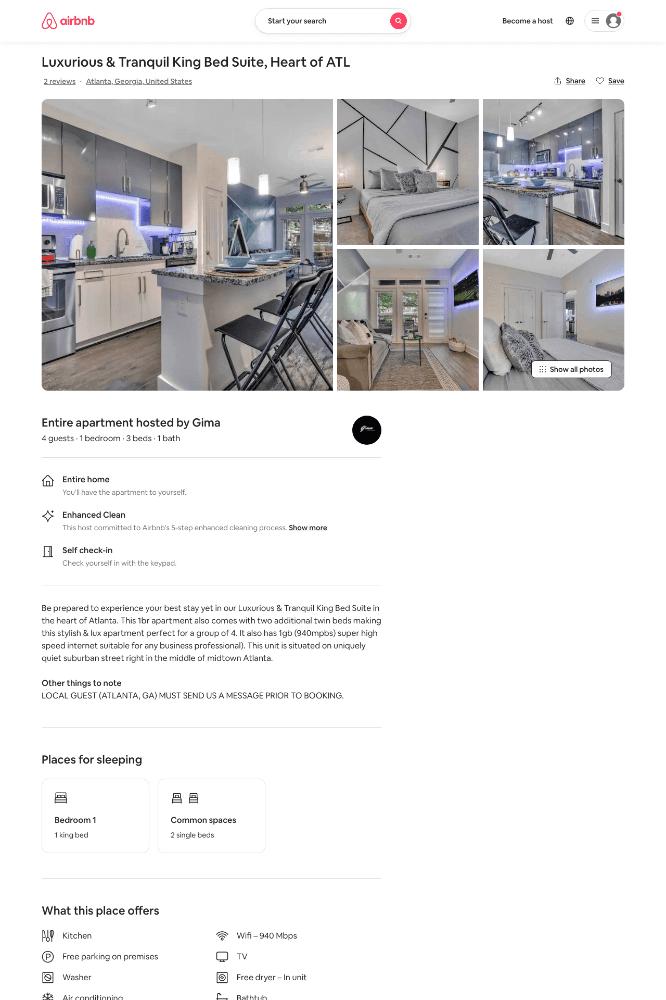 airbnb
Start your search
Become a host
Luxurious & Tranquil King Bed Suite, Heart of ATL
2 reviews · Atlanta, Georgia, United States
Share
Save
Show all photos
Entire apartment hosted by Gima
4 guests · 1 bedroom · 3 beds · 1 bath
Gima
Entire home
You’ll have the apartment to yourself.
Enhanced Clean
This host committed to Airbnb's 5-step enhanced cleaning process. Show more
Self check-in
Check yourself in with the keypad.
Be prepared to experience your best stay yet in our Luxurious & Tranquil King Bed Suite in
the heart of Atlanta. This 1br apartment also comes with two additional twin beds making
this stylish & lux apartment perfect for a group of 4. It also has 1gb (940mpbs) super high
speed internet suitable for any business professional). This unit is situated on uniquely
quiet suburban street right in the middle of midtown Atlanta.
Other things to note
LOCAL GUEST (ATLANTA, GA) MUST SEND US A MESSAGE PRIOR TO BOOKING.
Places for sleeping
Bedroom 1
1 king bed
Common spaces
2 single beds
What this place offers
Kitchen
Wifi – 940 Mbps
Free parking on premises
TV
Washer
Free dryer – In unit
Air conditioning
Bathtub